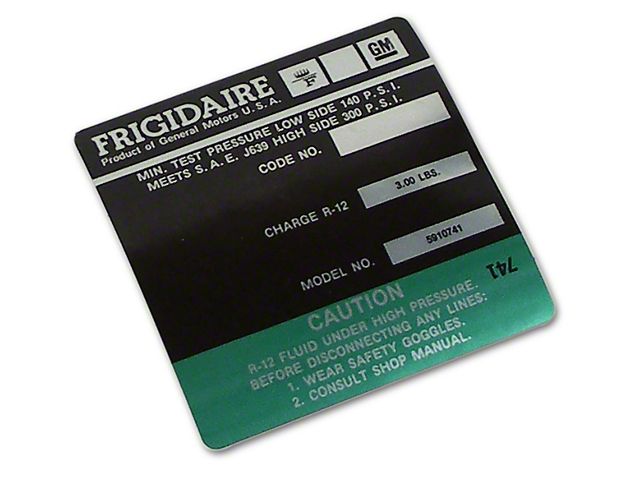 FRIGIDAIRE
Product of General Motors U.S.A.
F
GM
MIN. TEST PRESSURE LOW SIDE 140 P.S.I.
MEETS S.A.E. J639 HIGH SIDE 300 P.S.I.
CODE NO.
CHARGE R-12 3.00 LBS.
MODEL NO. 5910741
741
CAUTION
R-12 FLUID UNDER HIGH PRESSURE.
BEFORE DISCONNECTING ANY LINES:
1. WEAR SAFETY GOGGLES.
2. CONSULT SHOP MANUAL.